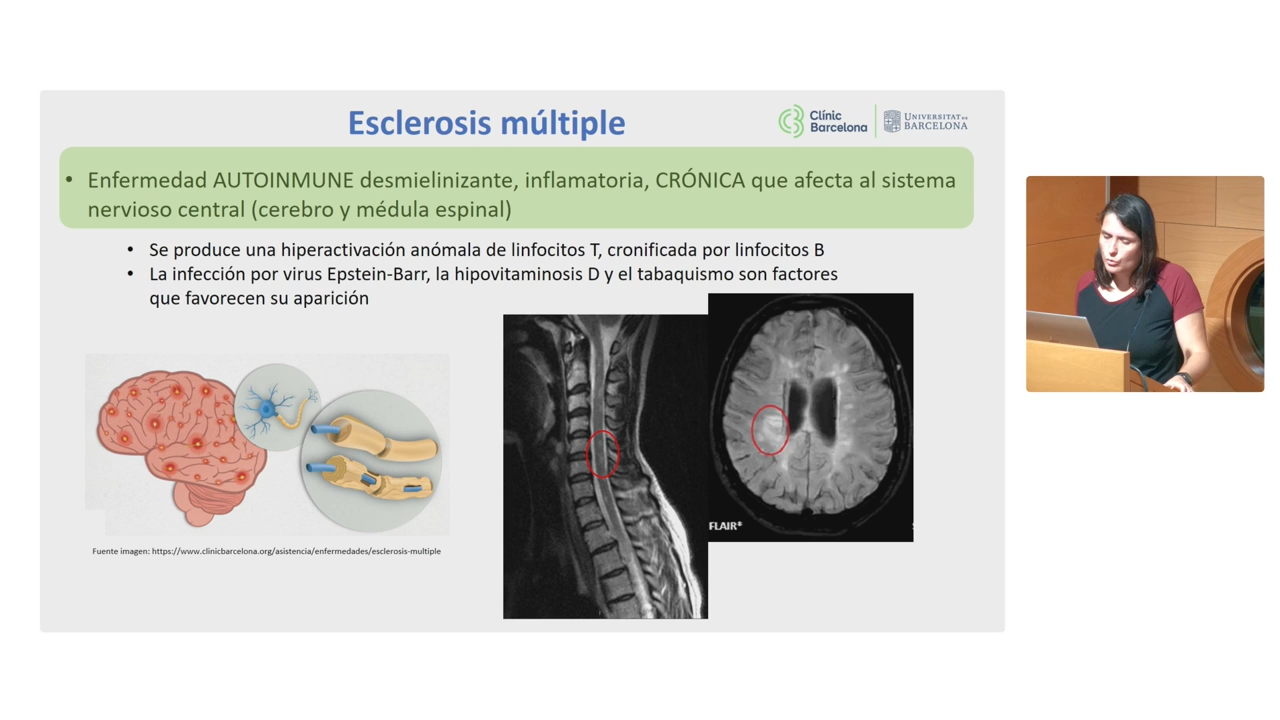 Esclerosis múltiple
Clínic
Barcelona
UNIVERSITAT DE
BARCELONA
• Enfermedad AUTOINMUNE desmielinizante, inflamatoria, CRÓNICA que afecta al sistema
nervioso central (cerebro y médula espinal)
• Se produce una hiperactivación anómala de linfocitos T, cronificada por linfocitos B
• La infección por virus Epstein-Barr, la hipovitaminosis D y el tabaquismo son factores
que favorecen su aparición
FLAIR*
Fuente imagen: https://www.clinicbarcelona.org/asistencia/enfermedades/esclerosis-multiple